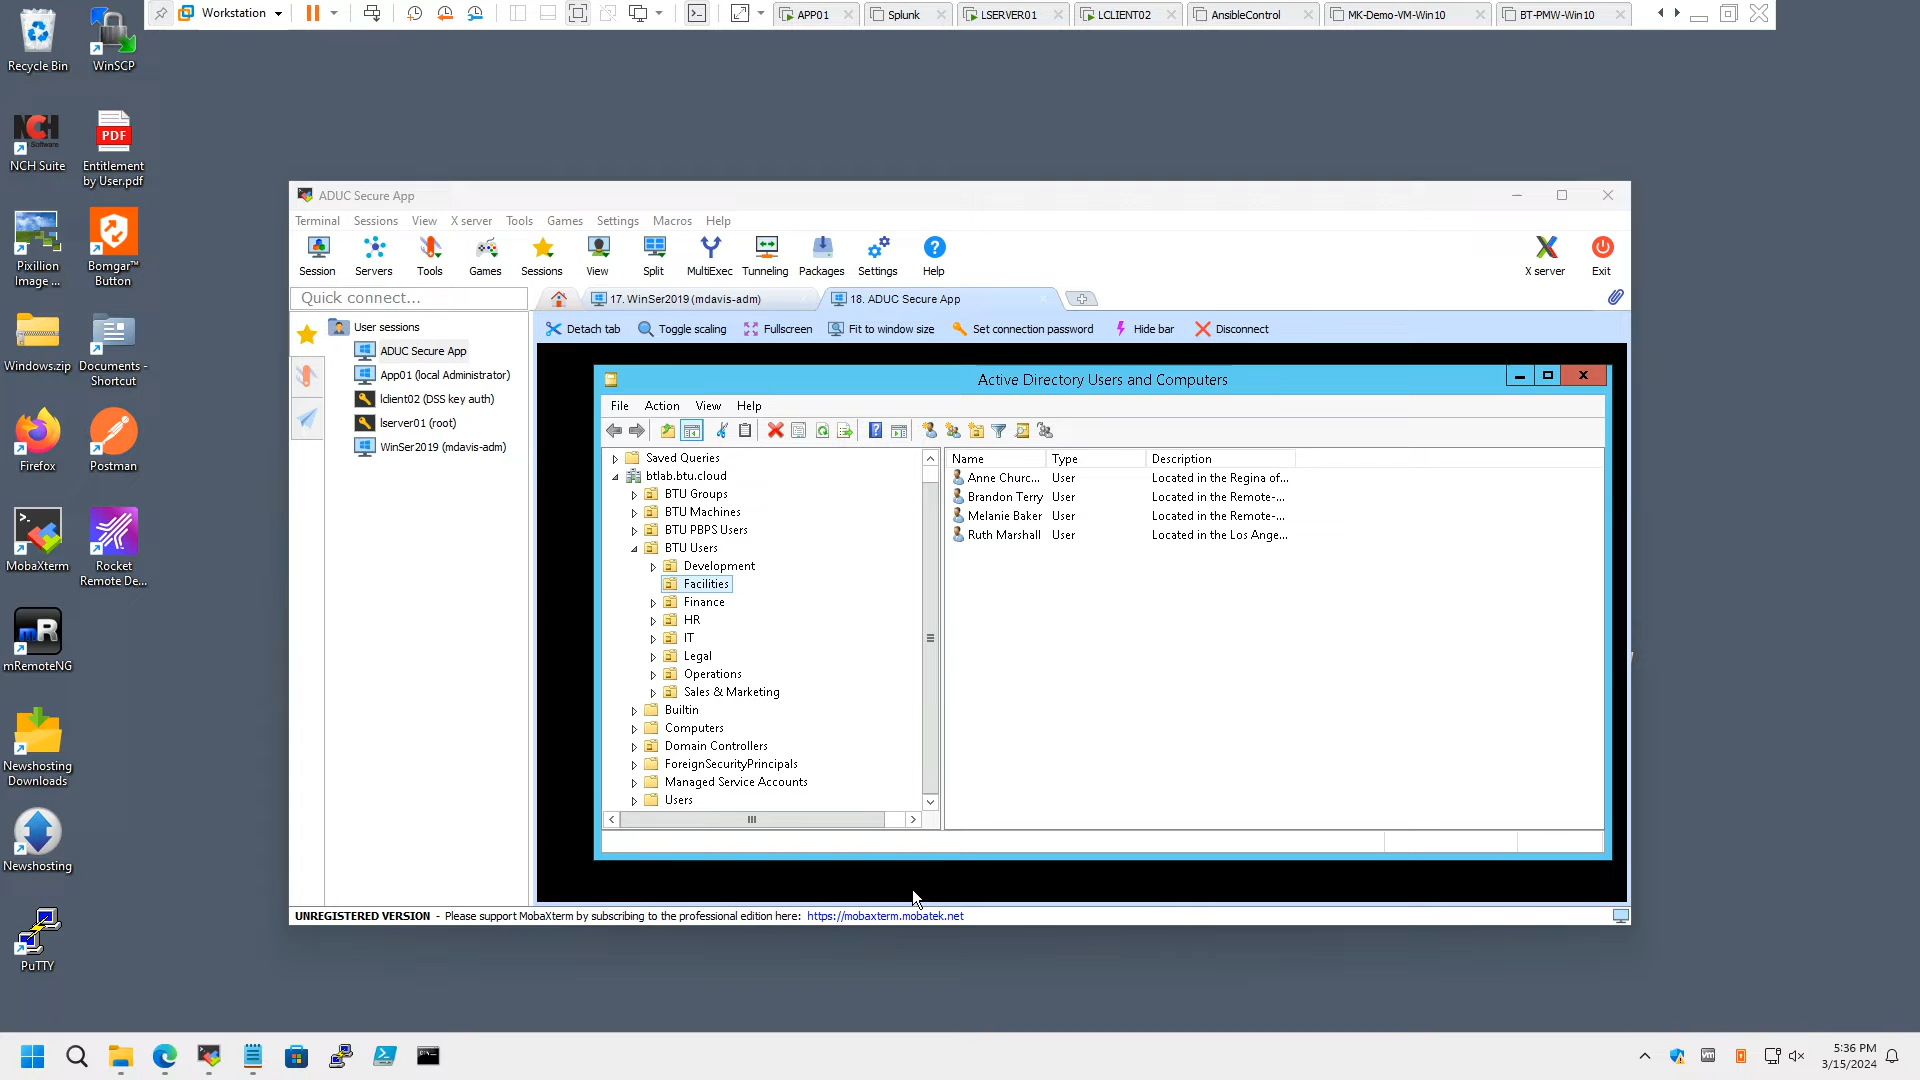 Workstation
APP01
Splunk
LSERVER01
LCLIENT02
AnsibleControl
MK-Demo-VM-Win10
BT-PMW-Win10
Recycle Bin
WinSCP
NCH Suite
Entitlement
by User.pdf
Pixillion
Image ...
Bomgar™
Button
Windows.zip
Documents -
Shortcut
Firefox
Postman
MobaXterm
Rocket
Remote De...
mRemoteNG
Newshosting
Downloads
Newshosting
PuTTY
ADUC Secure App
Terminal Sessions View X server Tools Games Settings Macros Help
Session Servers Tools Games Sessions View Split MultiExec Tunneling Packages Settings Help X server Exit
Quick connect...
17. WinSer2019 (mdavis-adm)
18. ADUC Secure App
Detach tab Toggle scaling Fullscreen Fit to window size Set connection password Hide bar Disconnect
User sessions
ADUC Secure App
App01 (local Administrator)
lclient02 (DSS key auth)
lserver01 (root)
WinSer2019 (mdavis-adm)
Active Directory Users and Computers
File Action View Help
Saved Queries
btlab.btu.cloud
BTU Groups
BTU Machines
BTU PBPS Users
BTU Users
Development
Facilities
Finance
HR
IT
Legal
Operations
Sales & Marketing
Builtin
Computers
Domain Controllers
ForeignSecurityPrincipals
Managed Service Accounts
Users
Name Type Description
Anne Churc... User Located in the Regina of...
Brandon Terry User Located in the Remote-...
Melanie Baker User Located in the Remote-...
Ruth Marshall User Located in the Los Ange...
UNREGISTERED VERSION - Please support MobaXterm by subscribing to the professional edition here: https://mobaxterm.mobatek.net
5:36 PM
3/15/2024